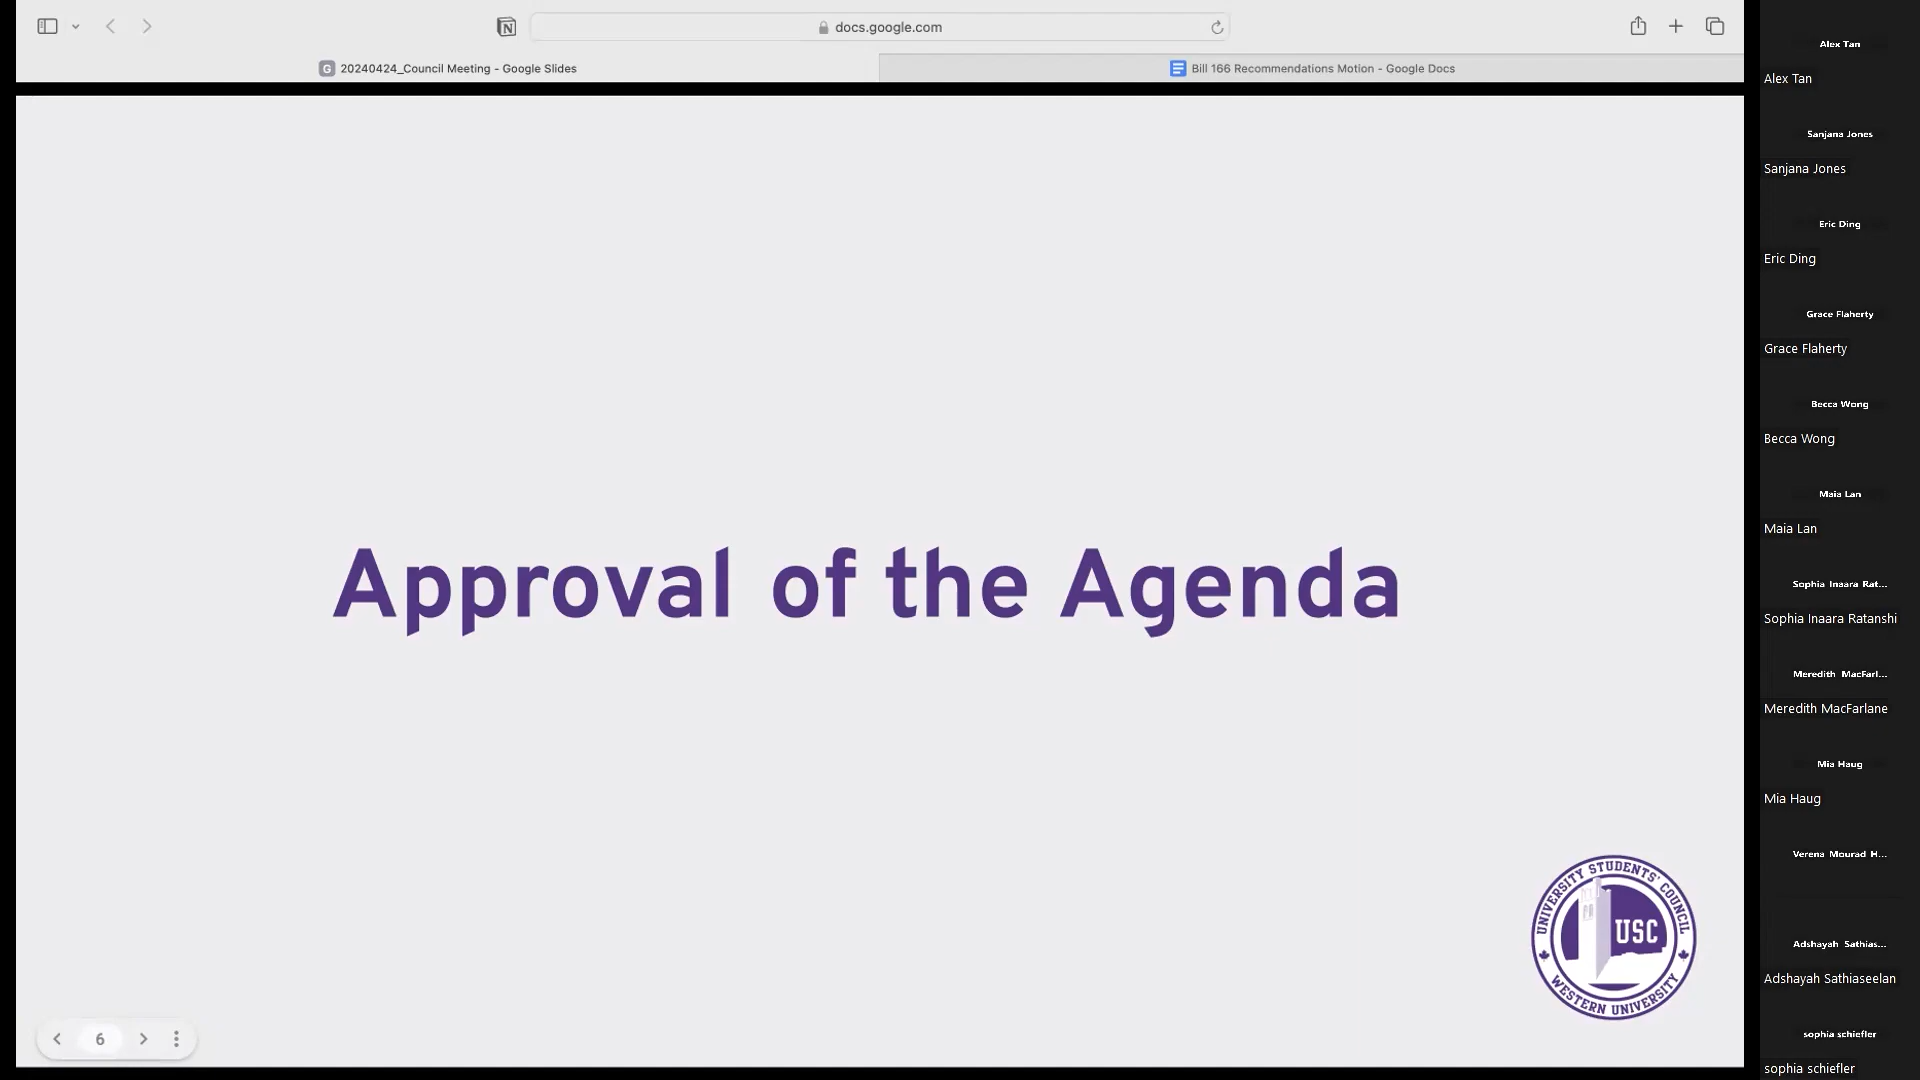 docs.google.com
20240424_Council Meeting - Google Slides
Bill 166 Recommendations Motion - Google Docs
Approval of the Agenda
UNIVERSITY STUDENTS' COUNCIL
USC
WESTERN UNIVERSITY
6
Alex Tan
Alex Tan
Sanjana Jones
Sanjana Jones
Eric Ding
Eric Ding
Grace Flaherty
Grace Flaherty
Becca Wong
Becca Wong
Maia Lan
Maia Lan
Sophia Inaara Rat...
Sophia Inaara Ratanshi
Meredith MacFarl...
Meredith MacFarlane
Mia Haug
Mia Haug
Verena Mourad H...
Adshayah Sathias...
Adshayah Sathiaseelan
sophia schiefler
sophia schiefler